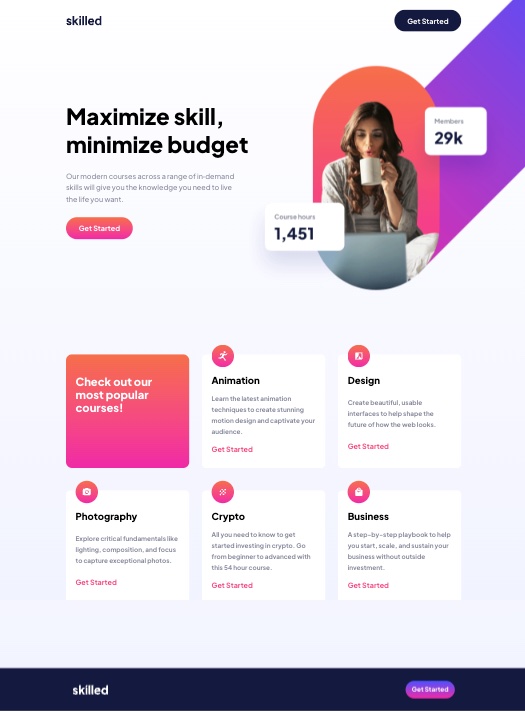 skilled
Get Started
Maximize skill,
minimize budget
Our modern courses across a range of in-demand
skills will give you the knowledge you need to live
the life you want.
Get Started
Members
29k
Course hours
1,451
Check out our
most popular
courses!
Animation
Learn the latest animation
techniques to create stunning
motion design and captivate your
audience.
Get Started
Design
Create beautiful, usable
interfaces to help shape the
future of how the web looks.
Get Started
Photography
Explore critical fundamentals like
lighting, composition, and focus
to capture exceptional photos.
Get Started
Crypto
All you need to know to get
started investing in crypto. Go
from beginner to advanced with
this 54 hour course.
Get Started
Business
A step-by-step playbook to help
you start, scale, and sustain your
business without outside
investment.
Get Started
skilled
Get Started